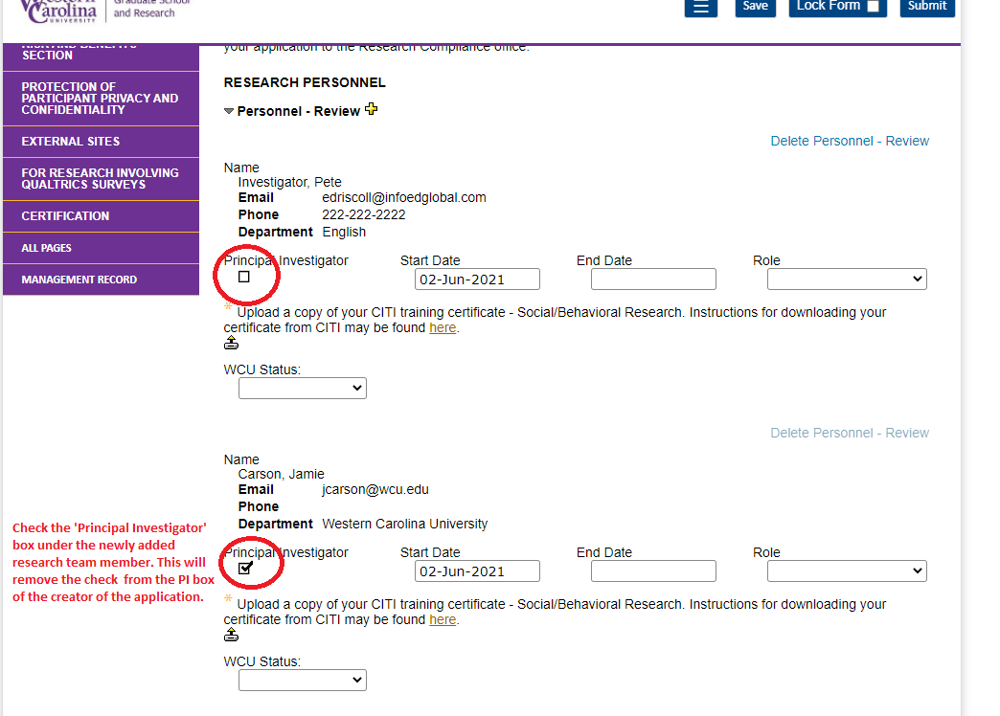 Western
Carolina
UNIVERSITY
Graduate School
and Research
Save
Lock Form
Submit
RISK AND BENEFITS
SECTION
PROTECTION OF
PARTICIPANT PRIVACY AND
CONFIDENTIALITY
EXTERNAL SITES
FOR RESEARCH INVOLVING
QUALTRICS SURVEYS
CERTIFICATION
ALL PAGES
MANAGEMENT RECORD
your application to the Research Compliance office.
RESEARCH PERSONNEL
Personnel - Review
Delete Personnel - Review
Name
Investigator, Pete
Email edriscoll@infoedglobal.com
Phone 222-222-2222
Department English
Principal Investigator Start Date End Date Role
02-Jun-2021
* Upload a copy of your CITI training certificate - Social/Behavioral Research. Instructions for downloading your
certificate from CITI may be found here.
WCU Status:
Delete Personnel - Review
Name
Carson, Jamie
Email jcarson@wcu.edu
Phone
Department Western Carolina University
Principal Investigator Start Date End Date Role
02-Jun-2021
* Upload a copy of your CITI training certificate - Social/Behavioral Research. Instructions for downloading your
certificate from CITI may be found here.
WCU Status:
Check the 'Principal Investigator'
box under the newly added
research team member. This will
remove the check from the PI box
of the creator of the application.